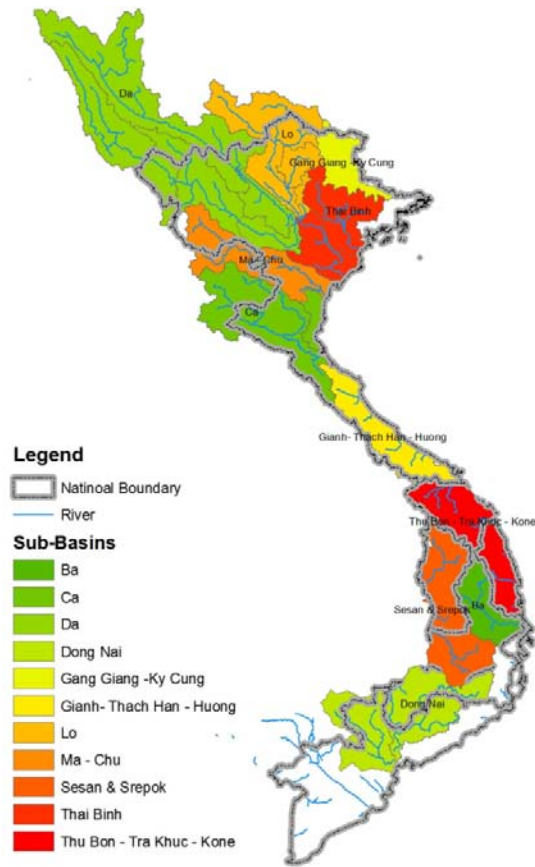 Da
Lo
Gang Giang -Ky Cung
Thai Binh
Ma - Chu
Ca
Gianh- Thach Han - Huong
Thu Bon - Tra Khuc - Kone
Ba
Sesan & Srepok
Dong Nai
Legend
Natinoal Boundary
River
Sub-Basins
Ba
Ca
Da
Dong Nai
Gang Giang -Ky Cung
Gianh- Thach Han - Huong
Lo
Ma - Chu
Sesan & Srepok
Thai Binh
Thu Bon - Tra Khuc - Kone